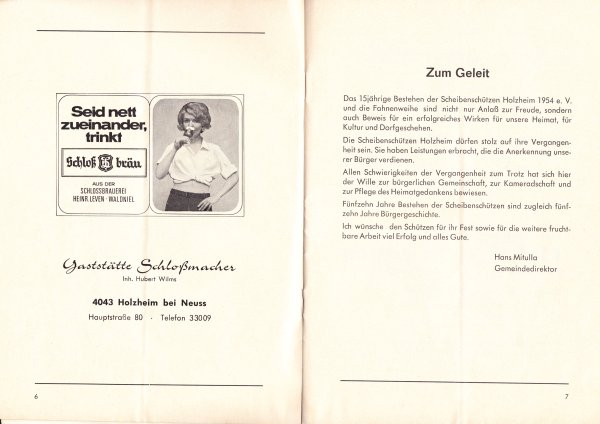 Seid nett
zueinander,
trinkt
Schloß bräu
AUS DER
SCHLOSSBRAUEREI
HEINR. LEVEN · WALDNIEL
Gaststätte Schloßmacher
Inh. Hubert Wilms
4043 Holzheim bei Neuss
Hauptstraße 80 · Telefon 33009
6
Zum Geleit
Das 15jährige Bestehen der Scheibenschützen Holzheim 1954 e. V.
und die Fahnenweihe sind nicht nur Anlaß zur Freude, sondern
auch Beweis für ein erfolgreiches Wirken für unsere Heimat, für
Kultur und Dorfgeschehen.
Die Scheibenschützen Holzheim dürfen stolz auf ihre Vergangen-
heit sein. Sie haben Leistungen erbracht, die die Anerkennung unse-
rer Bürger verdienen.
Allen Schwierigkeiten der Vergangenheit zum Trotz hat sich hier
der Wille zur bürgerlichen Gemeinschaft, zur Kameradschaft und
zur Pflege des Heimatgedankens bewiesen.
Fünfzehn Jahre Bestehen der Scheibenschützen sind zugleich fünf-
zehn Jahre Bürgergeschichte.
Ich wünsche den Schützen für ihr Fest sowie für die weitere frucht-
bare Arbeit viel Erfolg und alles Gute.
Hans Mitulla
Gemeindedirektor
7